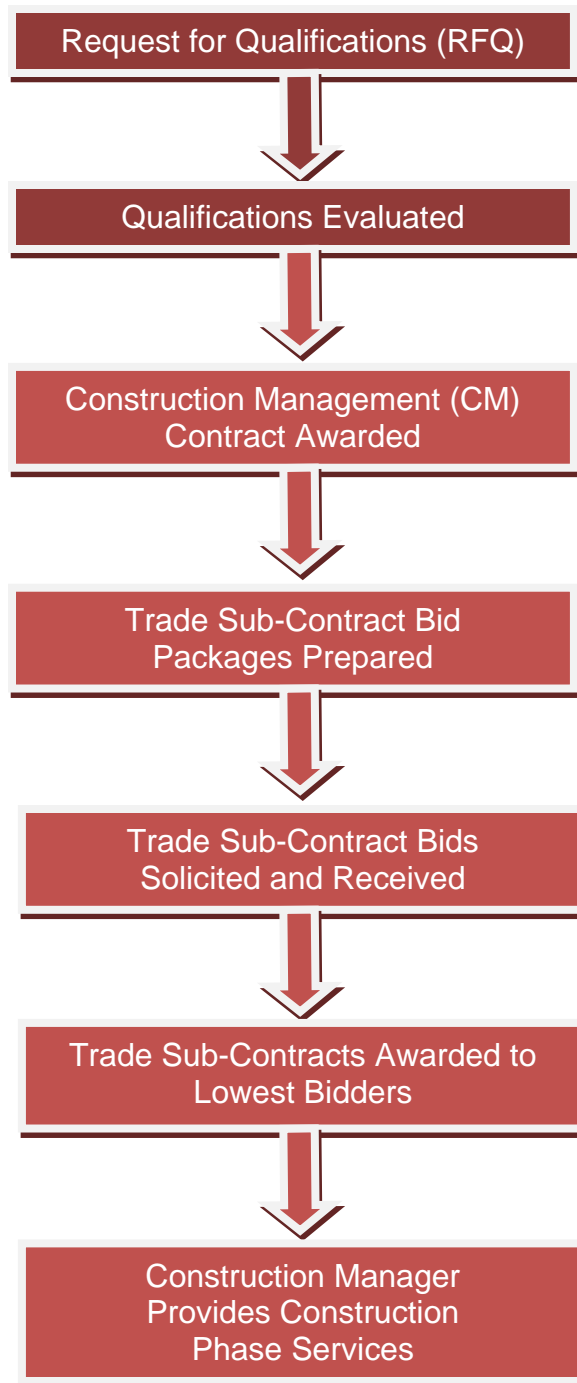 Request for Qualifications (RFQ)
Qualifications Evaluated
Construction Management (CM)
Contract Awarded
Trade Sub-Contract Bid
Packages Prepared
Trade Sub-Contract Bids
Solicited and Received
Trade Sub-Contracts Awarded to
Lowest Bidders
Construction Manager
Provides Construction
Phase Services